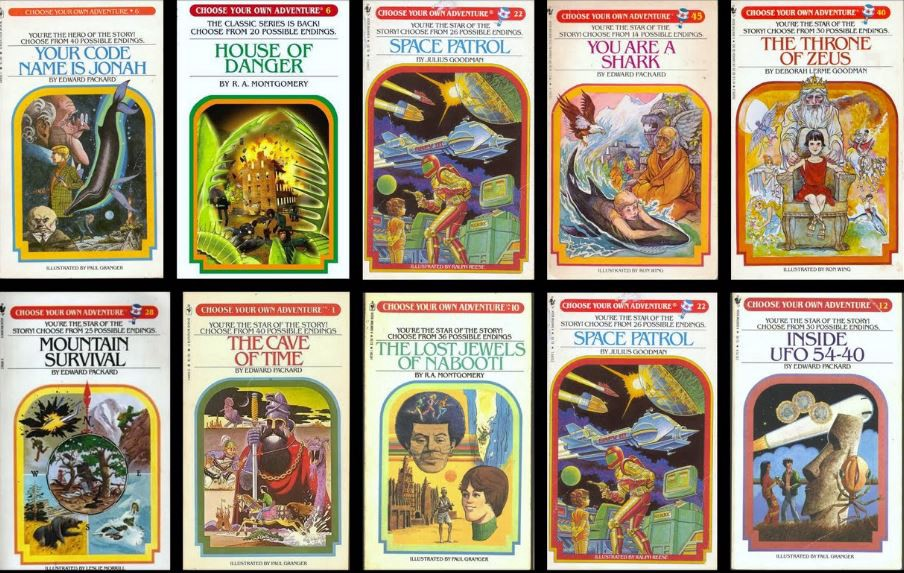 CHOOSE YOUR OWN ADVENTURE® • 6
YOU'RE THE HERO OF THE STORY!
CHOOSE FROM 40 POSSIBLE ENDINGS.
YOUR CODE
NAME IS JONAH
BY EDWARD PACKARD
ILLUSTRATED BY PAUL GRANGER
CHOOSE YOUR OWN ADVENTURE® 6
THE CLASSIC SERIES IS BACK!
CHOOSE FROM 20 POSSIBLE ENDINGS.
HOUSE OF
DANGER
BY R. A. MONTGOMERY
CHOOSE YOUR OWN ADVENTURE® 22
YOU'RE THE STAR OF THE
STORY! CHOOSE FROM 26 POSSIBLE ENDINGS.
SPACE PATROL
BY JULIUS GOODMAN
ILLUSTRATED BY RALPH REESE
CHOOSE YOUR OWN ADVENTURE® 45
YOU'RE THE STAR OF THE
STORY! CHOOSE FROM 14 POSSIBLE ENDINGS.
YOU ARE A
SHARK
BY EDWARD PACKARD
ILLUSTRATED BY RON WING
CHOOSE YOUR OWN ADVENTURE® 40
YOU'RE THE STAR OF THE
STORY! CHOOSE FROM 30 POSSIBLE ENDINGS.
THE THRONE
OF ZEUS
BY DEBORAH LERME GOODMAN
ILLUSTRATED BY RON WING
CHOOSE YOUR OWN ADVENTURE® 28
YOU'RE THE STAR OF THE
STORY! CHOOSE FROM 25 POSSIBLE ENDINGS.
MOUNTAIN
SURVIVAL
BY EDWARD PACKARD
W E
S
ILLUSTRATED BY LESLIE MORRILL
CHOOSE YOUR OWN ADVENTURE™ • 1
YOU'RE THE STAR OF THE STORY!
CHOOSE FROM 40 POSSIBLE ENDINGS.
THE CAVE
OF TIME
BY EDWARD PACKARD
ILLUSTRATED BY PAUL GRANGER
CHOOSE YOUR OWN ADVENTURE™ 10
YOU'RE THE STAR OF THE STORY!
CHOOSE FROM 36 POSSIBLE ENDINGS.
THE LOST JEWELS
OF NABOOTI
BY R.A. MONTGOMERY
ILLUSTRATED BY PAUL GRANGER
CHOOSE YOUR OWN ADVENTURE® 22
YOU'RE THE STAR OF THE
STORY! CHOOSE FROM 26 POSSIBLE ENDINGS.
SPACE PATROL
BY JULIUS GOODMAN
ILLUSTRATED BY RALPH REESE
CHOOSE YOUR OWN ADVENTURE™ 12
YOU'RE THE STAR OF THE STORY!
CHOOSE FROM 30 POSSIBLE ENDINGS.
INSIDE
UFO 54-40
BY EDWARD PACKARD
ILLUSTRATED BY PAUL GRANGER